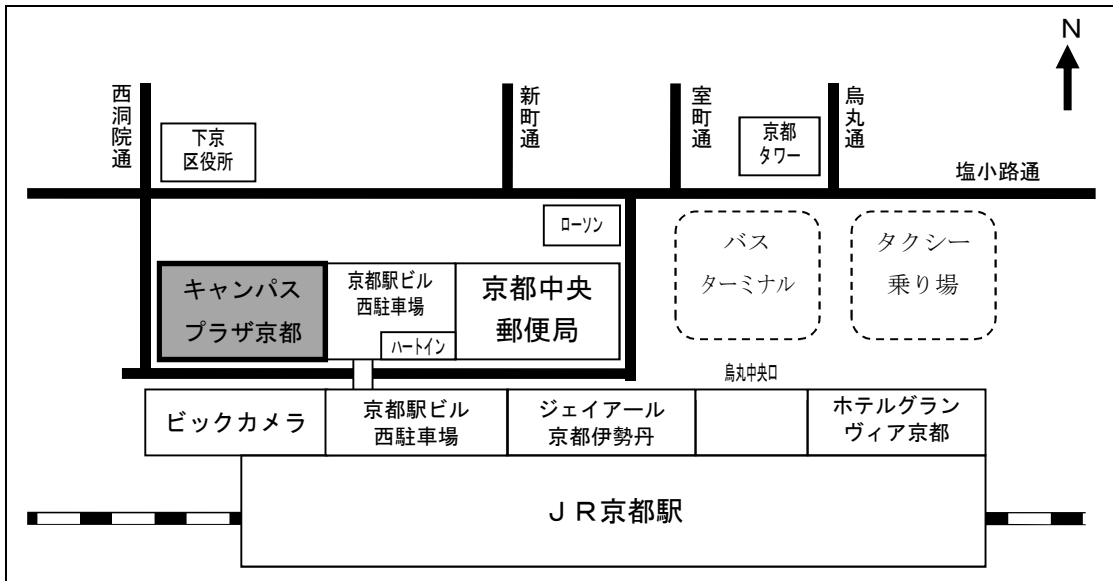 N
西洞院通
新町通
室町通
烏丸通
下京
区役所
京都
タワー
塩小路通
ローソン
バス
ターミナル
タクシー
乗り場
キャンパス
プラザ京都
京都駅ビル
西駐車場
ハートイン
京都中央
郵便局
烏丸中央口
ビックカメラ
京都駅ビル
西駐車場
ジェイアール
京都伊勢丹
ホテルグラン
ヴィア京都
ＪＲ京都駅